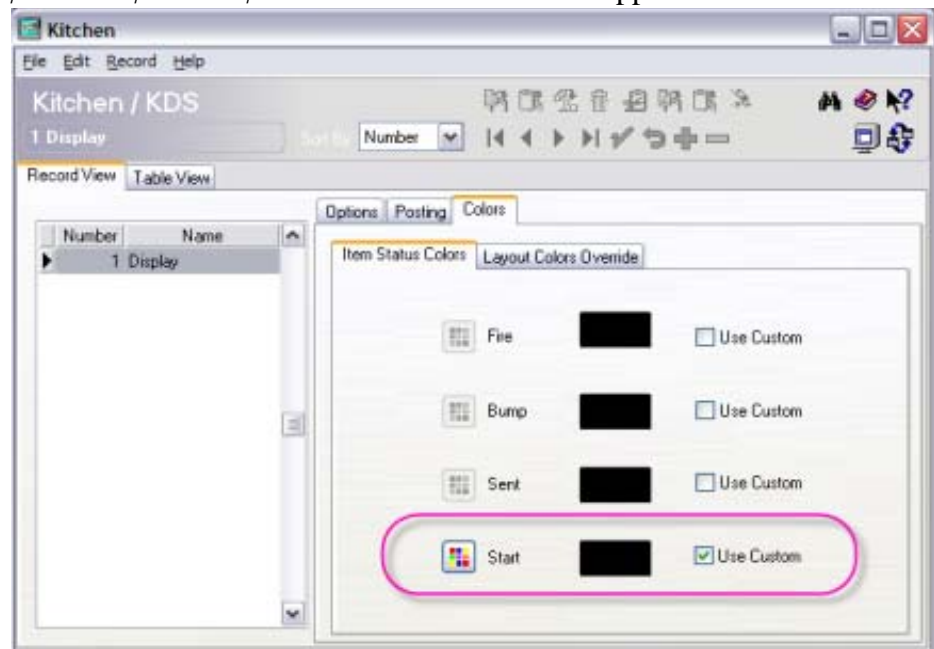 Kitchen
File Edit Record Help
Kitchen / KDS
1 Display
Sort By Number
Record View Table View
Options Posting Colors
Number Name
1 Display
Item Status Colors Layout Colors Override
Fire Use Custom
Bump Use Custom
Sent Use Custom
Start Use Custom